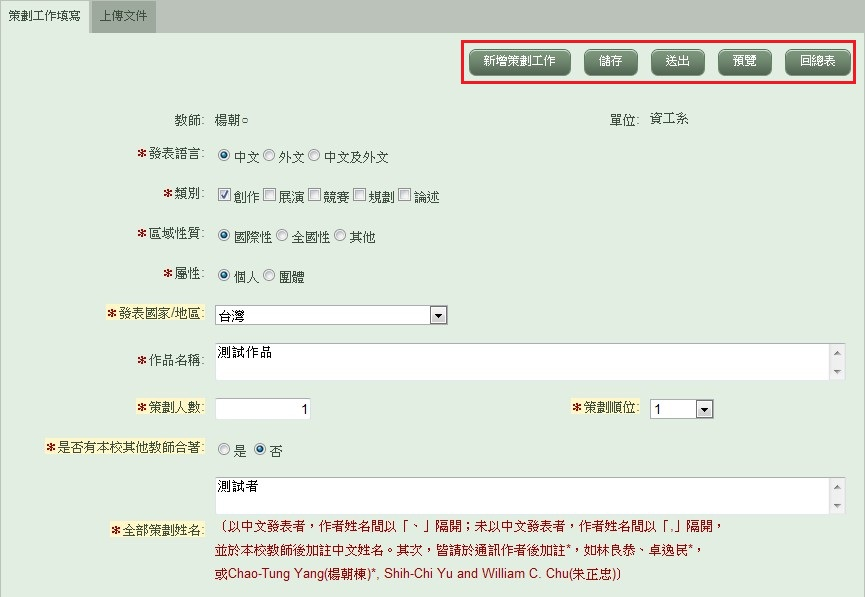 策劃工作填寫 上傳文件
新增策劃工作 儲存 送出 預覽 回總表
教師: 楊朝○ 單位: 資工系
*發表語言: 中文 外文 中文及外文
*類別: 創作 展演 競賽 規劃 論述
*區域性質: 國際性 全國性 其他
*屬性: 個人 團體
*發表國家/地區: 台灣
*作品名稱: 測試作品
*策劃人數: 1 *策劃順位: 1
*是否有本校其他教師合著: 是 否
測試者
*全部策劃姓名: 〔以中文發表者，作者姓名間以「、」隔開；未以中文發表者，作者姓名間以「,」隔開，
並於本校教師後加註中文姓名。其次，皆請於通訊作者後加註*，如林良恭、卓逸民*，
或Chao-Tung Yang(楊朝棟)*, Shih-Chi Yu and William C. Chu(朱正忠)〕